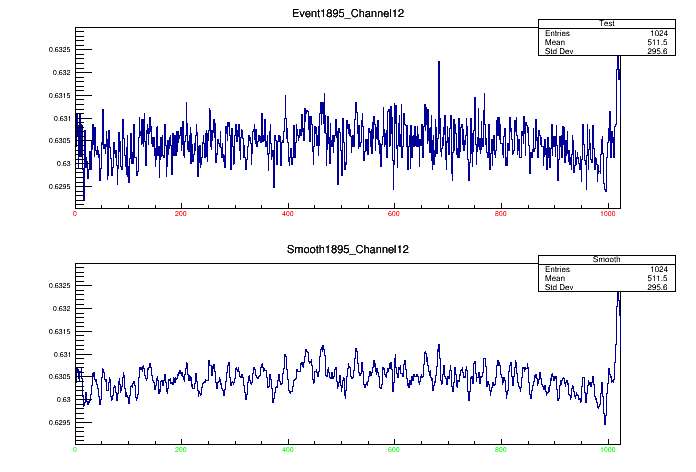 Event1895_Channel12
Test
Entries 1024
Mean 511.5
Std Dev 295.6
0.6325
0.632
0.6315
0.631
0.6305
0.63
0.6295
0 200 400 600 800 1000
Smooth1895_Channel12
Smooth
Entries 1024
Mean 511.5
Std Dev 295.6
0.6325
0.632
0.6315
0.631
0.6305
0.63
0.6295
0 200 400 600 800 1000